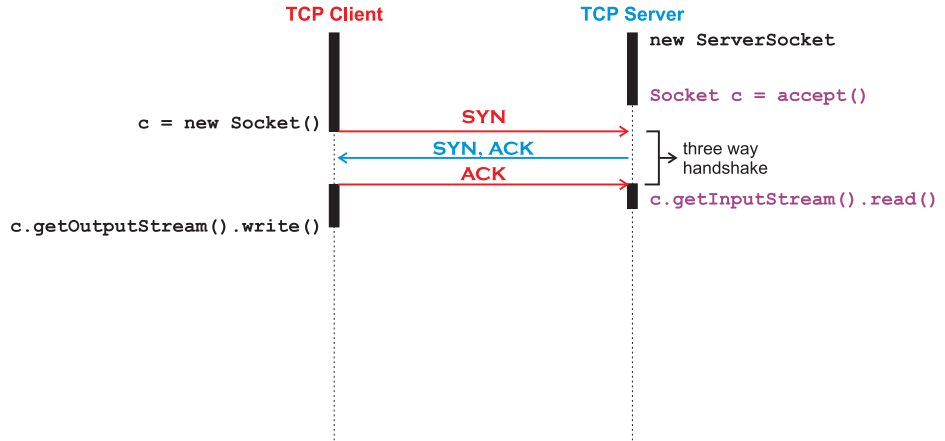 TCP Client
TCP Server
new ServerSocket
Socket c = accept()
c = new Socket()
SYN
SYN, ACK
three way
handshake
ACK
c.getInputStream().read()
c.getOutputStream().write()